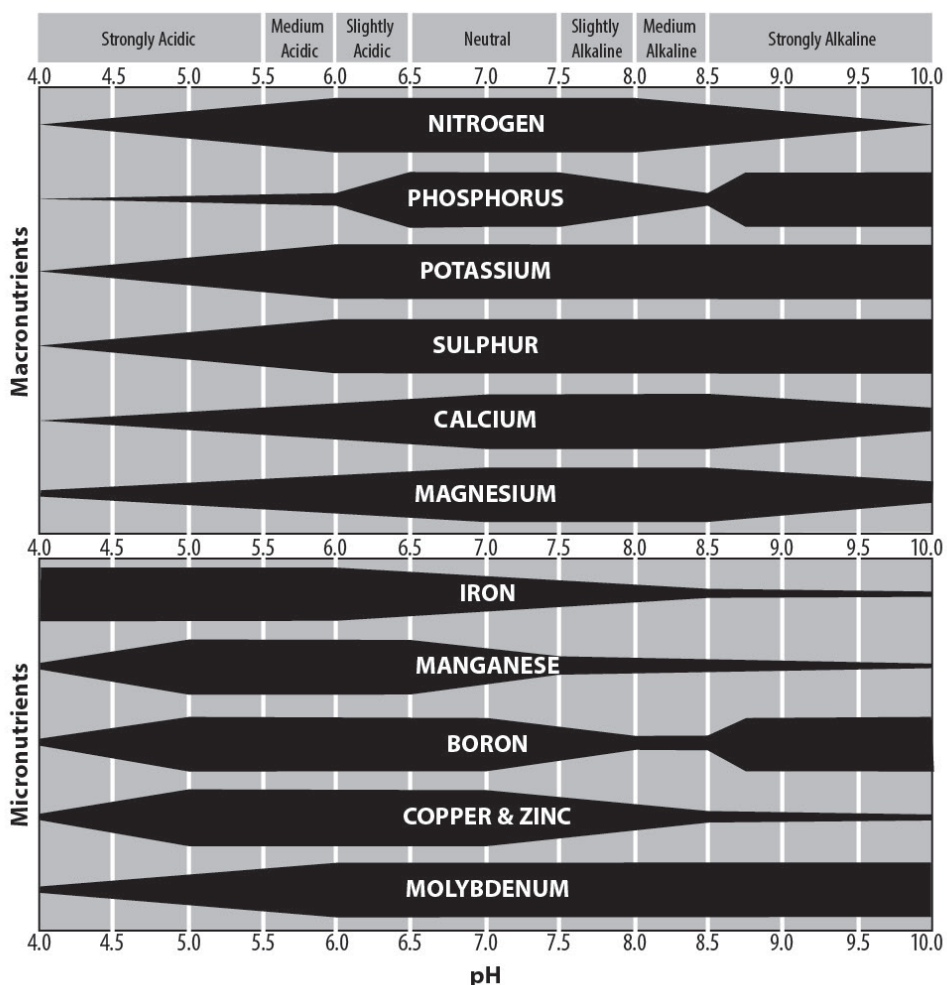 Strongly Acidic
Medium
Acidic
Slightly
Acidic
Neutral
Slightly
Alkaline
Medium
Alkaline
Strongly Alkaline
4.0 4.5 5.0 5.5 6.0 6.5 7.0 7.5 8.0 8.5 9.0 9.5 10.0
Macronutrients
NITROGEN
PHOSPHORUS
POTASSIUM
SULPHUR
CALCIUM
MAGNESIUM
4.0 4.5 5.0 5.5 6.0 6.5 7.0 7.5 8.0 8.5 9.0 9.5 10.0
Micronutrients
IRON
MANGANESE
BORON
COPPER & ZINC
MOLYBDENUM
4.0 4.5 5.0 5.5 6.0 6.5 7.0 7.5 8.0 8.5 9.0 9.5 10.0
pH